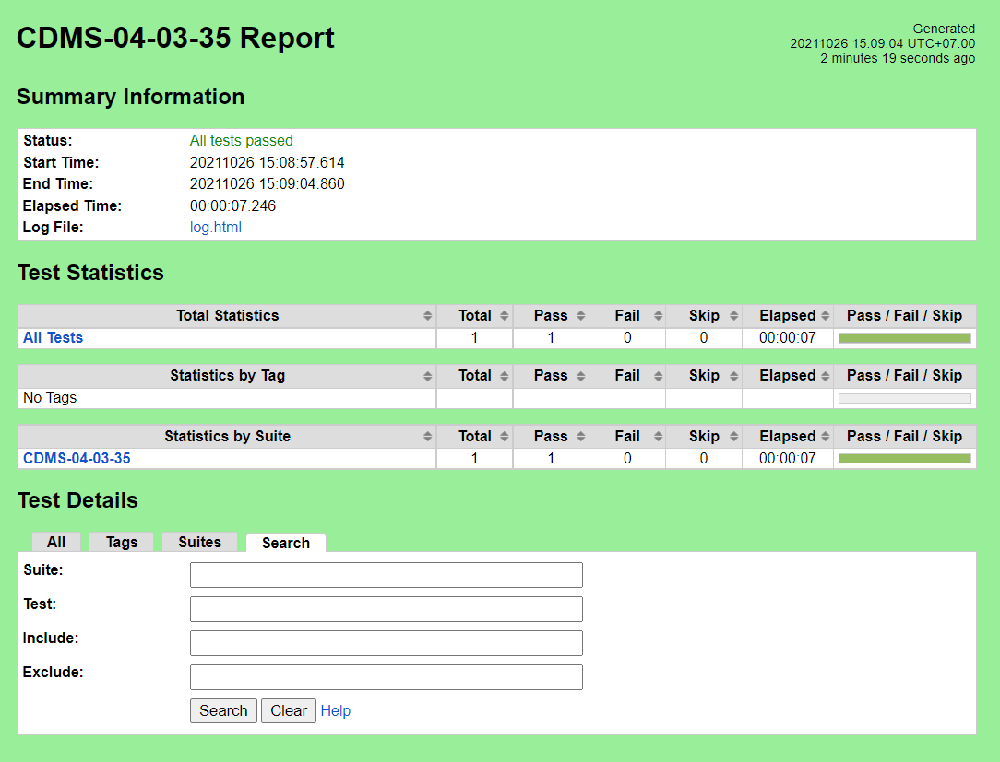 CDMS-04-03-35 Report
Generated
20211026 15:09:04 UTC+07:00
2 minutes 19 seconds ago
Summary Information
Status: All tests passed
Start Time: 20211026 15:08:57.614
End Time: 20211026 15:09:04.860
Elapsed Time: 00:00:07.246
Log File: log.html
Test Statistics
Total Statistics Total Pass Fail Skip Elapsed Pass / Fail / Skip
All Tests 1 1 0 0 00:00:07
Statistics by Tag Total Pass Fail Skip Elapsed Pass / Fail / Skip
No Tags
Statistics by Suite Total Pass Fail Skip Elapsed Pass / Fail / Skip
CDMS-04-03-35 1 1 0 0 00:00:07
Test Details
All Tags Suites Search
Suite:
Test:
Include:
Exclude:
Search Clear Help